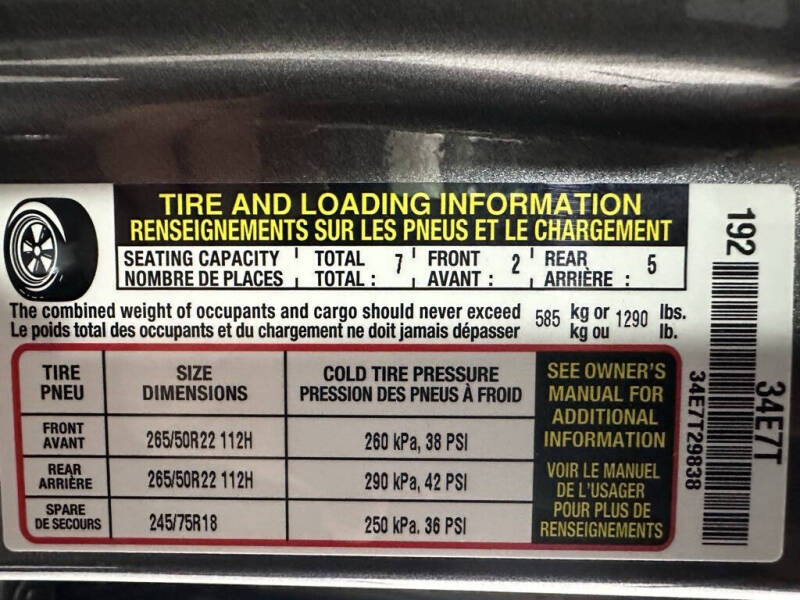 TIRE AND LOADING INFORMATION
RENSEIGNEMENTS SUR LES PNEUS ET LE CHARGEMENT
SEATING CAPACITY TOTAL 7 FRONT 2 REAR 5
NOMBRE DE PLACES TOTAL : AVANT : ARRIÈRE :
The combined weight of occupants and cargo should never exceed 585 kg or 1290 lbs.
Le poids total des occupants et du chargement ne doit jamais dépasser kg ou lb.
TIRE SIZE COLD TIRE PRESSURE
PNEU DIMENSIONS PRESSION DES PNEUS À FROID
FRONT
AVANT 265/50R22 112H 260 kPa, 38 PSI
REAR
ARRIÈRE 265/50R22 112H 290 kPa, 42 PSI
SPARE
DE SECOURS 245/75R18 250 kPa. 36 PSI
SEE OWNER'S
MANUAL FOR
ADDITIONAL
INFORMATION
VOIR LE MANUEL
DE L'USAGER
POUR PLUS DE
RENSEIGNEMENTS
192
34E7T
34E7T29838